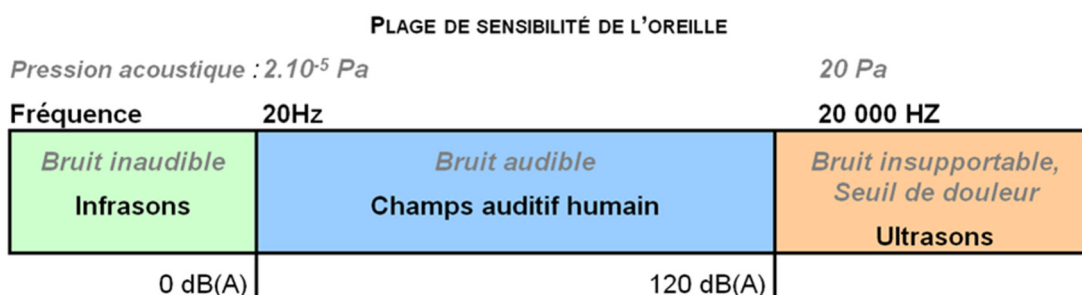 PLAGE DE SENSIBILITÉ DE L'OREILLE
Pression acoustique : 2.10⁻⁵ Pa 20 Pa
Fréquence 20Hz 20 000 HZ
Bruit inaudible
Infrasons
Bruit audible
Champs auditif humain
Bruit insupportable,
Seuil de douleur
Ultrasons
0 dB(A) 120 dB(A)